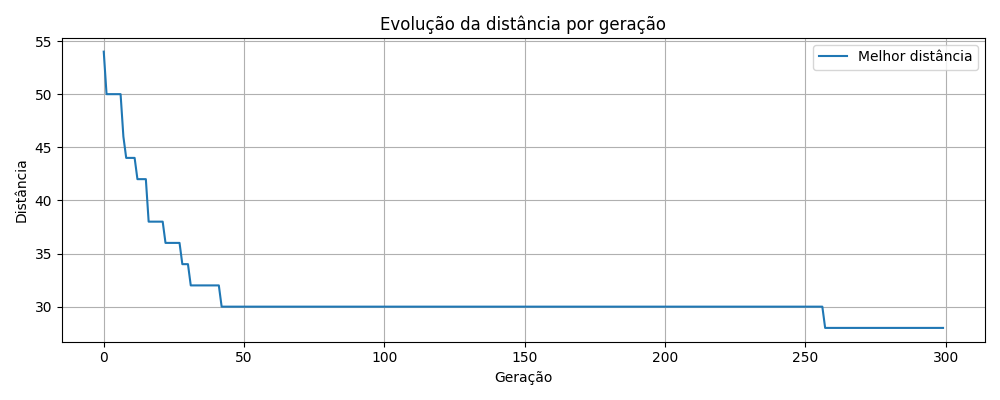 Evolução da distância por geração
Melhor distância
Distância
55
50
45
40
35
30
0 50 100 150 200 250 300
Geração